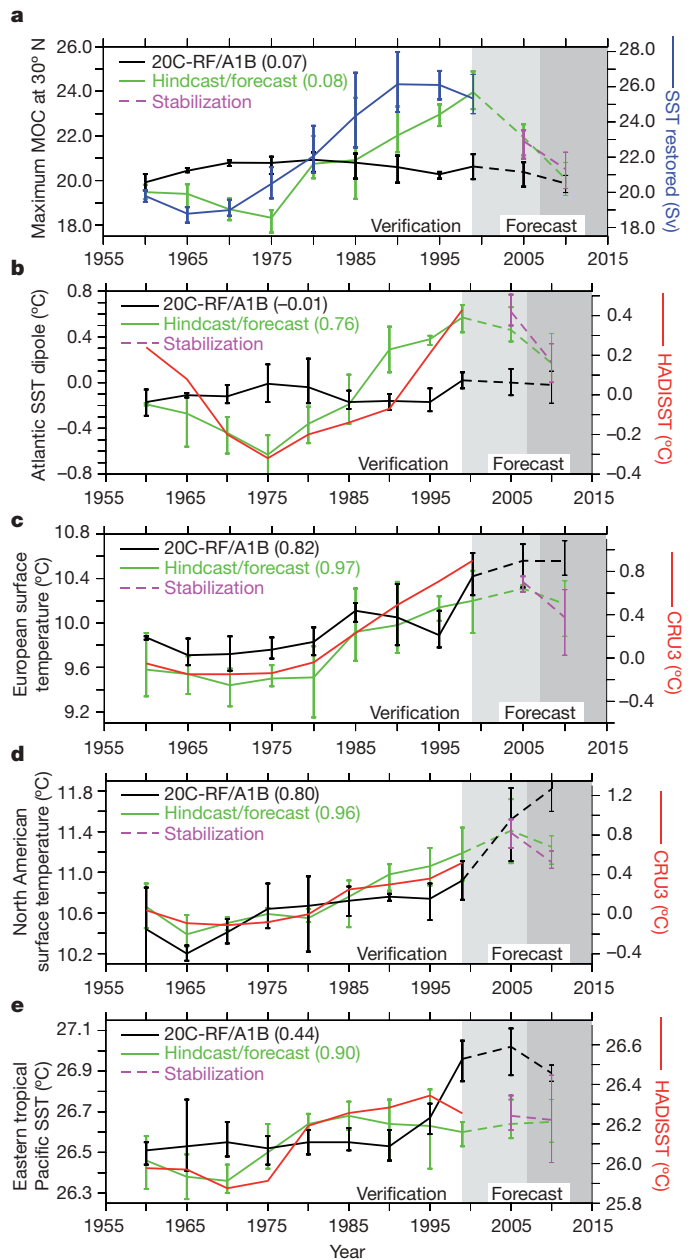 a
26.0
24.0
22.0
20.0
18.0
Maximum MOC at 30° N
20C-RF/A1B (0.07)
Hindcast/forecast (0.08)
Stabilization
Verification
Forecast
28.0
26.0
24.0
22.0
20.0
18.0
SST restored (Sv)
1955 1965 1975 1985 1995 2005 2015
b
0.8
0.4
0.0
−0.4
−0.8
Atlantic SST dipole (°C)
20C-RF/A1B (−0.01)
Hindcast/forecast (0.76)
Stabilization
Verification
Forecast
0.4
0.2
0.0
−0.2
−0.4
HADISST (°C)
1955 1965 1975 1985 1995 2005 2015
c
10.8
10.4
10.0
9.6
9.2
European surface
temperature (°C)
20C-RF/A1B (0.82)
Hindcast/forecast (0.97)
Stabilization
Verification
Forecast
0.8
0.4
0.0
−0.4
CRU3 (°C)
1955 1965 1975 1985 1995 2005 2015
d
11.8
11.4
11.0
10.6
10.2
North American
surface temperature (°C)
20C-RF/A1B (0.80)
Hindcast/forecast (0.96)
Stabilization
Verification
Forecast
1.2
0.8
0.4
0.0
−0.4
CRU3 (°C)
1955 1965 1975 1985 1995 2005 2015
e
27.1
26.9
26.7
26.5
26.3
Eastern tropical
Pacific SST (°C)
20C-RF/A1B (0.44)
Hindcast/forecast (0.90)
Stabilization
Verification
Forecast
26.6
26.4
26.2
26.0
25.8
HADISST (°C)
1955 1965 1975 1985 1995 2005 2015
Year